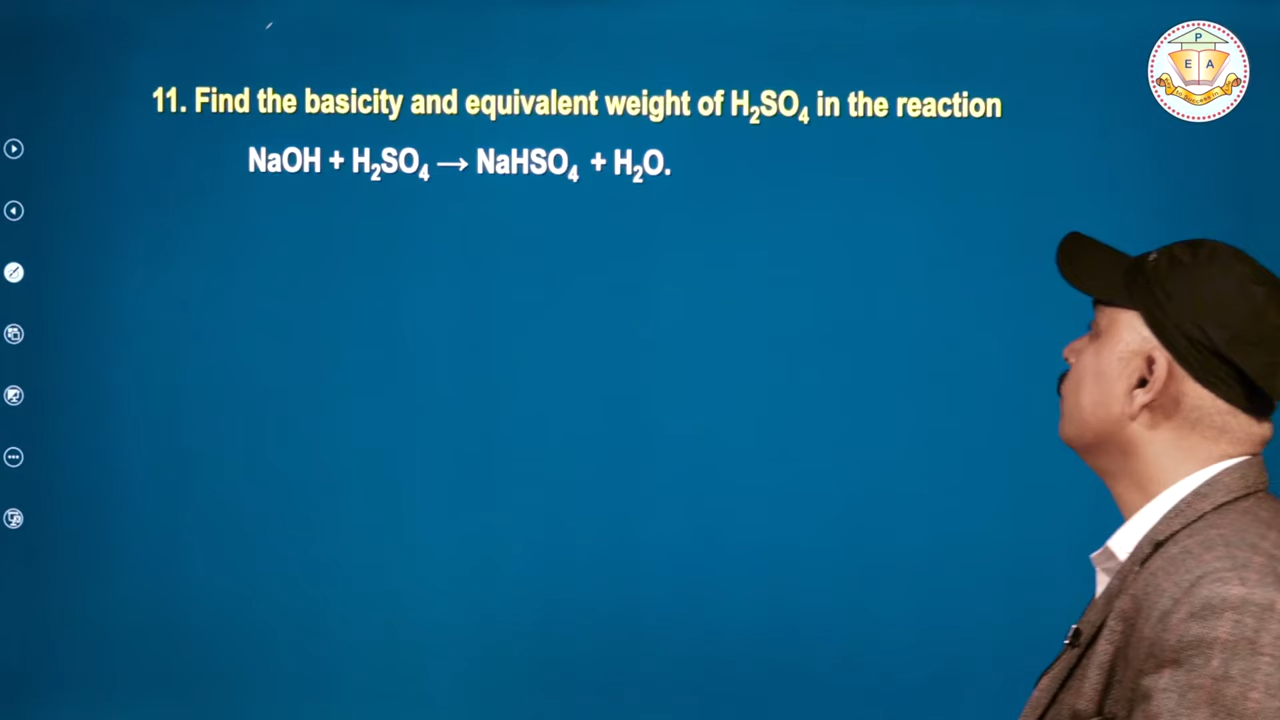 11. Find the basicity and equivalent weight of H₂SO₄ in the reaction
NaOH + H₂SO₄ → NaHSO₄ + H₂O.
P
E A